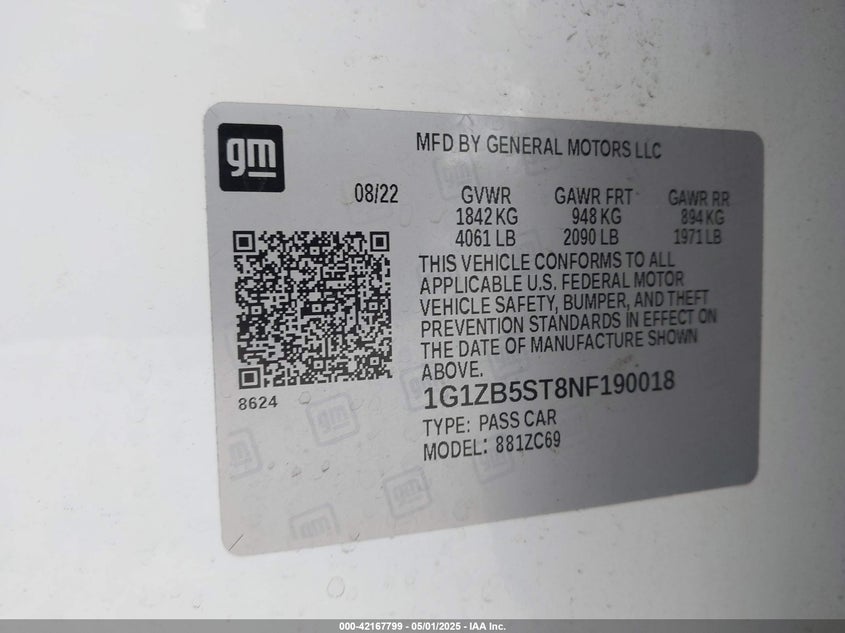 gm
MFD BY GENERAL MOTORS LLC
08/22 GVWR GAWR FRT GAWR RR
1842 KG 948 KG 894 KG
4061 LB 2090 LB 1971 LB
THIS VEHICLE CONFORMS TO ALL
APPLICABLE U.S. FEDERAL MOTOR
VEHICLE SAFETY, BUMPER, AND THEFT
PREVENTION STANDARDS IN EFFECT ON
THE DATE OF MANUFACTURE SHOWN
ABOVE.
8624
1G1ZB5ST8NF190018
TYPE: PASS CAR
MODEL: 881ZC69
000-42167799 - 05/01/2025 - IAA Inc.